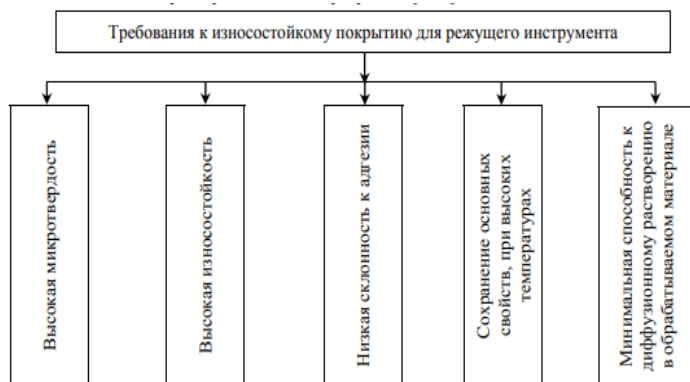 Требования к износостойкому покрытию для режущего инструмента
Высокая микротвердость
Высокая износостойкость
Низкая склонность к адгезии
Сохранение основных
свойств, при высоких
температурах
Минимальная способность к
диффузионному растворению
в обрабатываемом материале